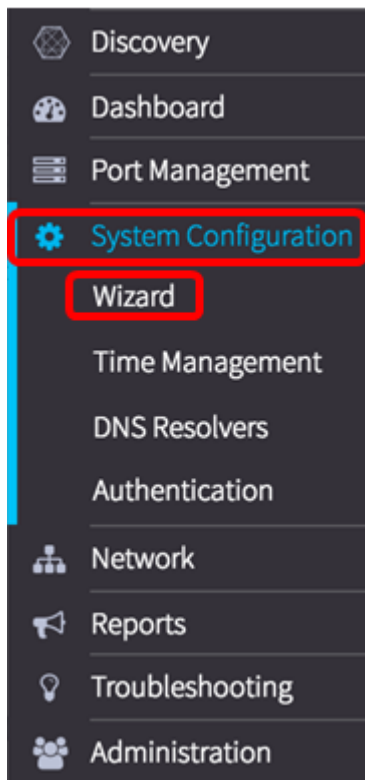 Discovery
Dashboard
Port Management
System Configuration
Wizard
Time Management
DNS Resolvers
Authentication
Network
Reports
Troubleshooting
Administration